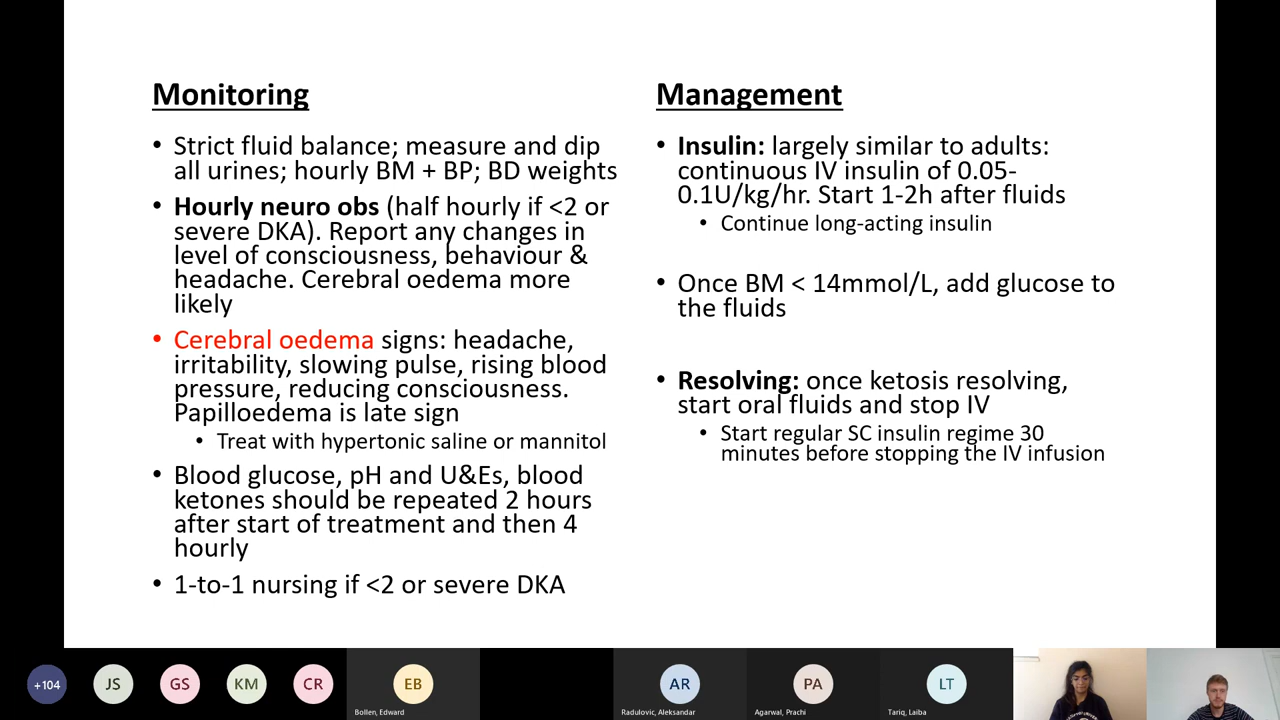 Monitoring
• Strict fluid balance; measure and dip
all urines; hourly BM + BP; BD weights
• Hourly neuro obs (half hourly if <2 or
severe DKA). Report any changes in
level of consciousness, behaviour &
headache. Cerebral oedema more
likely
• Cerebral oedema signs: headache,
irritability, slowing pulse, rising blood
pressure, reducing consciousness.
Papilloedema is late sign
• Treat with hypertonic saline or mannitol
• Blood glucose, pH and U&Es, blood
ketones should be repeated 2 hours
after start of treatment and then 4
hourly
• 1-to-1 nursing if <2 or severe DKA
Management
• Insulin: largely similar to adults:
continuous IV insulin of 0.05-
0.1U/kg/hr. Start 1-2h after fluids
• Continue long-acting insulin
• Once BM < 14mmol/L, add glucose to
the fluids
• Resolving: once ketosis resolving,
start oral fluids and stop IV
• Start regular SC insulin regime 30
minutes before stopping the IV infusion
+104
JS
GS
KM
CR
EB
Bollen, Edward
AR
Radulovic, Aleksandar
PA
Agarwal, Prachi
LT
Tariq, Laiba